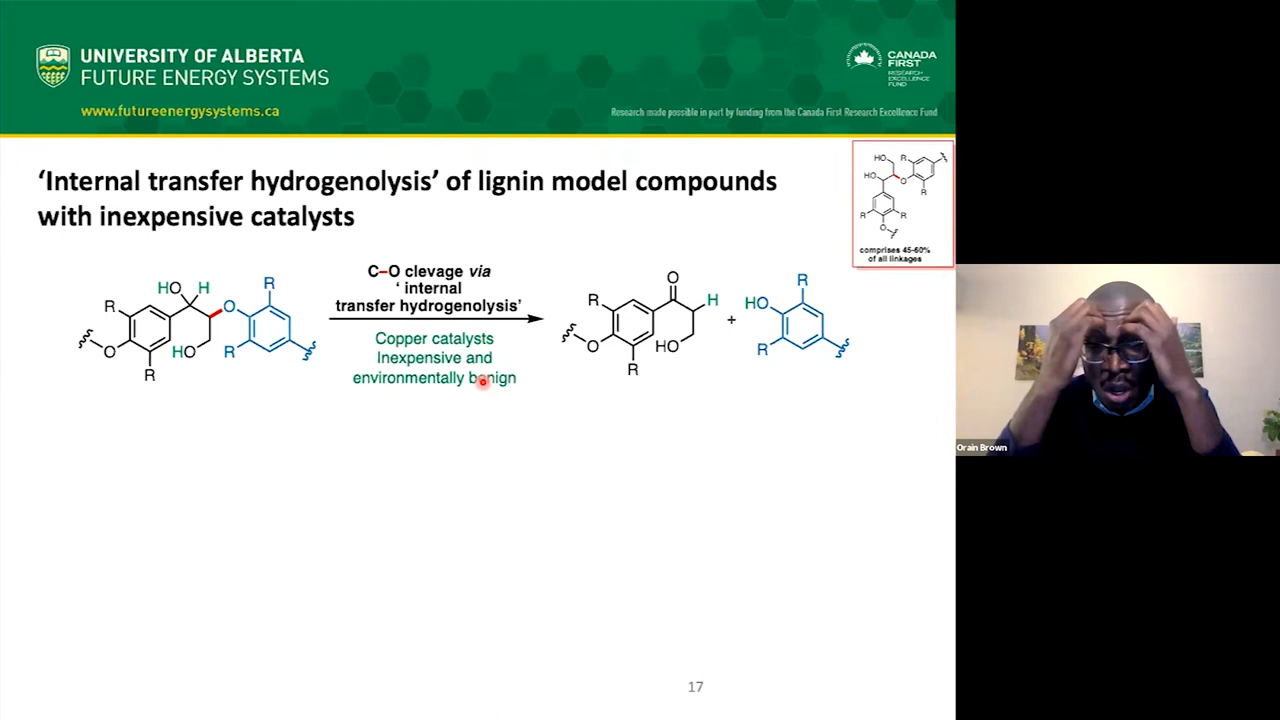 UNIVERSITY OF ALBERTA
FUTURE ENERGY SYSTEMS
www.futureenergysystems.ca
CANADA
FIRST
RESEARCH
EXCELLENCE
FUND
Research made possible in part by funding from the Canada First Research Excellence Fund
'Internal transfer hydrogenolysis' of lignin model compounds
with inexpensive catalysts
HO
R
HO
O
R
R
R
O
comprises 45-60%
of all linkages
C–O clevage via
' internal
transfer hydrogenolysis'
Copper catalysts
Inexpensive and
environmentally benign
R
HO
H
O
R
HO
R
O
R
O
R
H
HO
O
R
+
R
HO
R
Orain Brown
17